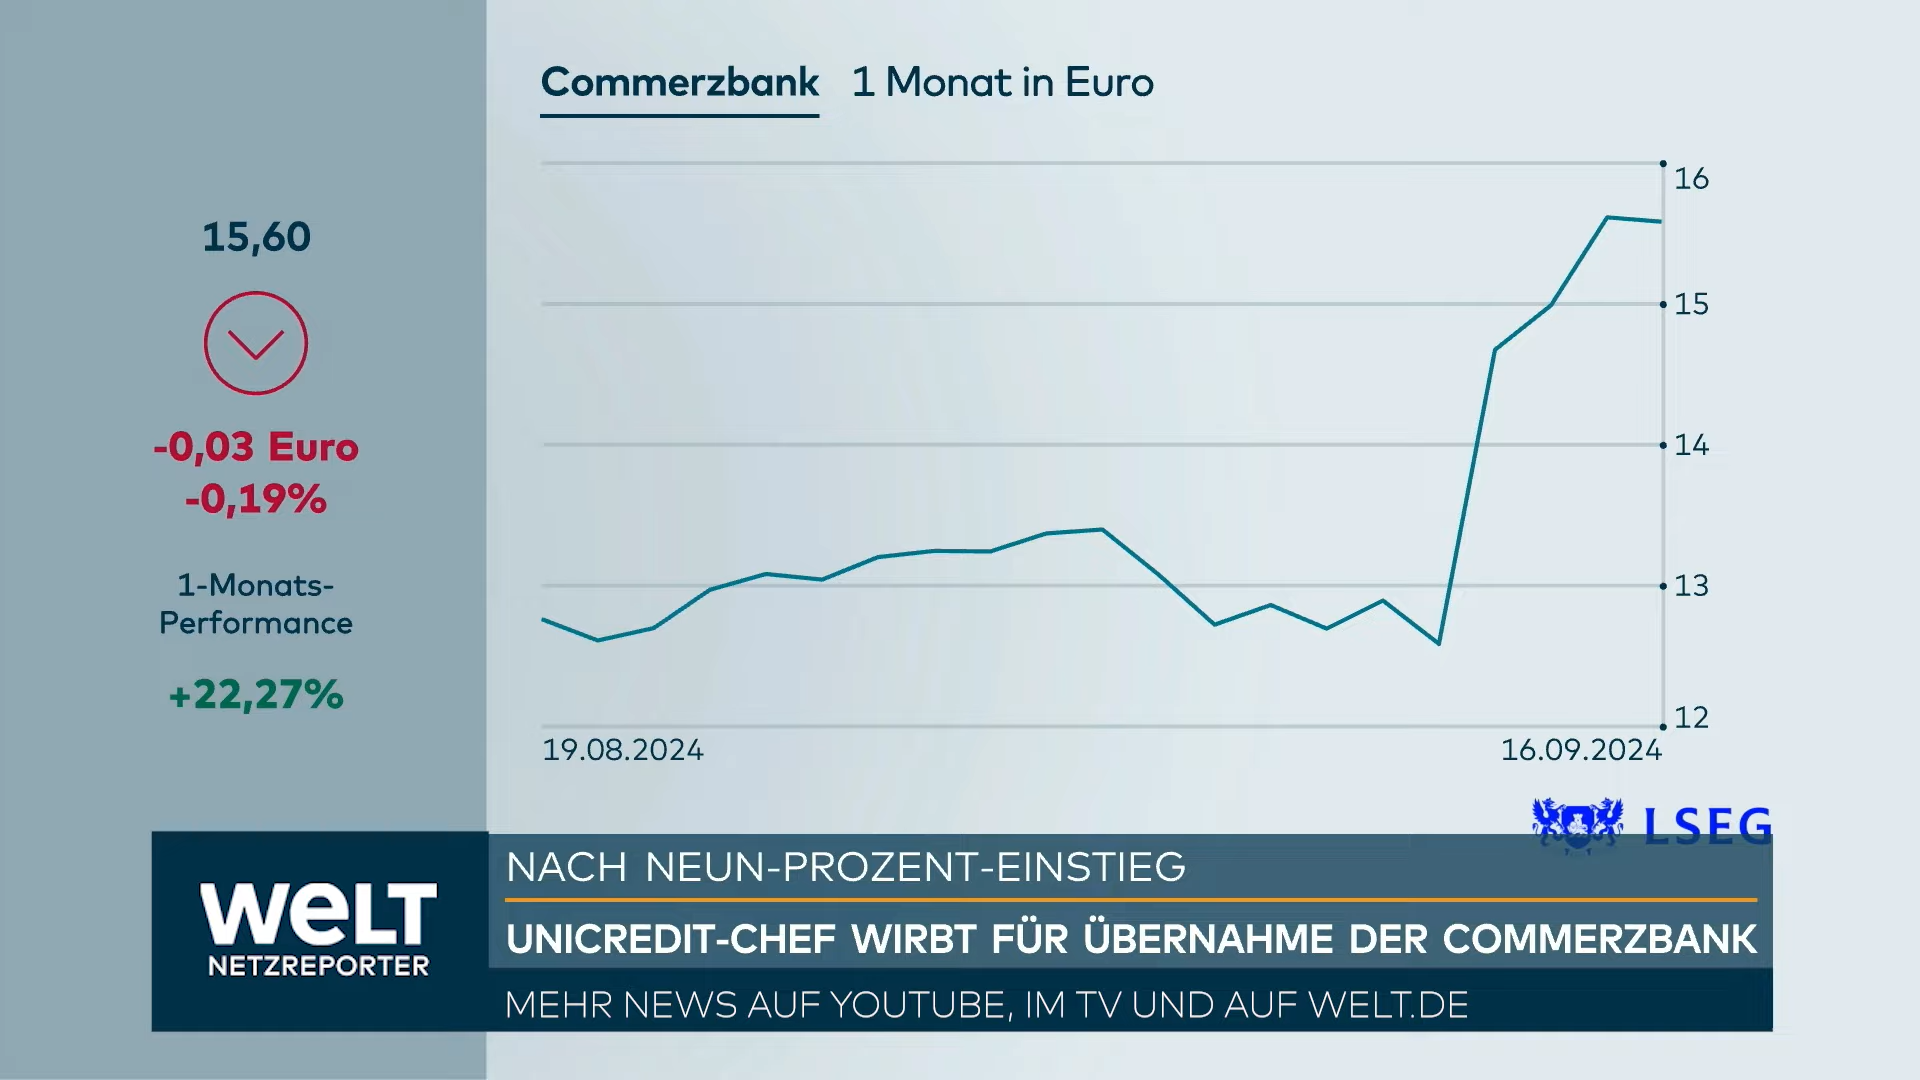 Commerzbank 1 Monat in Euro
15,60
-0,03 Euro
-0,19%
1-Monats-
Performance
+22,27%
16
15
14
13
12
19.08.2024
16.09.2024
LSEG
WELT
NETZREPORTER
NACH NEUN-PROZENT-EINSTIEG
UNICREDIT-CHEF WIRBT FÜR ÜBERNAHME DER COMMERZBANK
MEHR NEWS AUF YOUTUBE, IM TV UND AUF WELT.DE